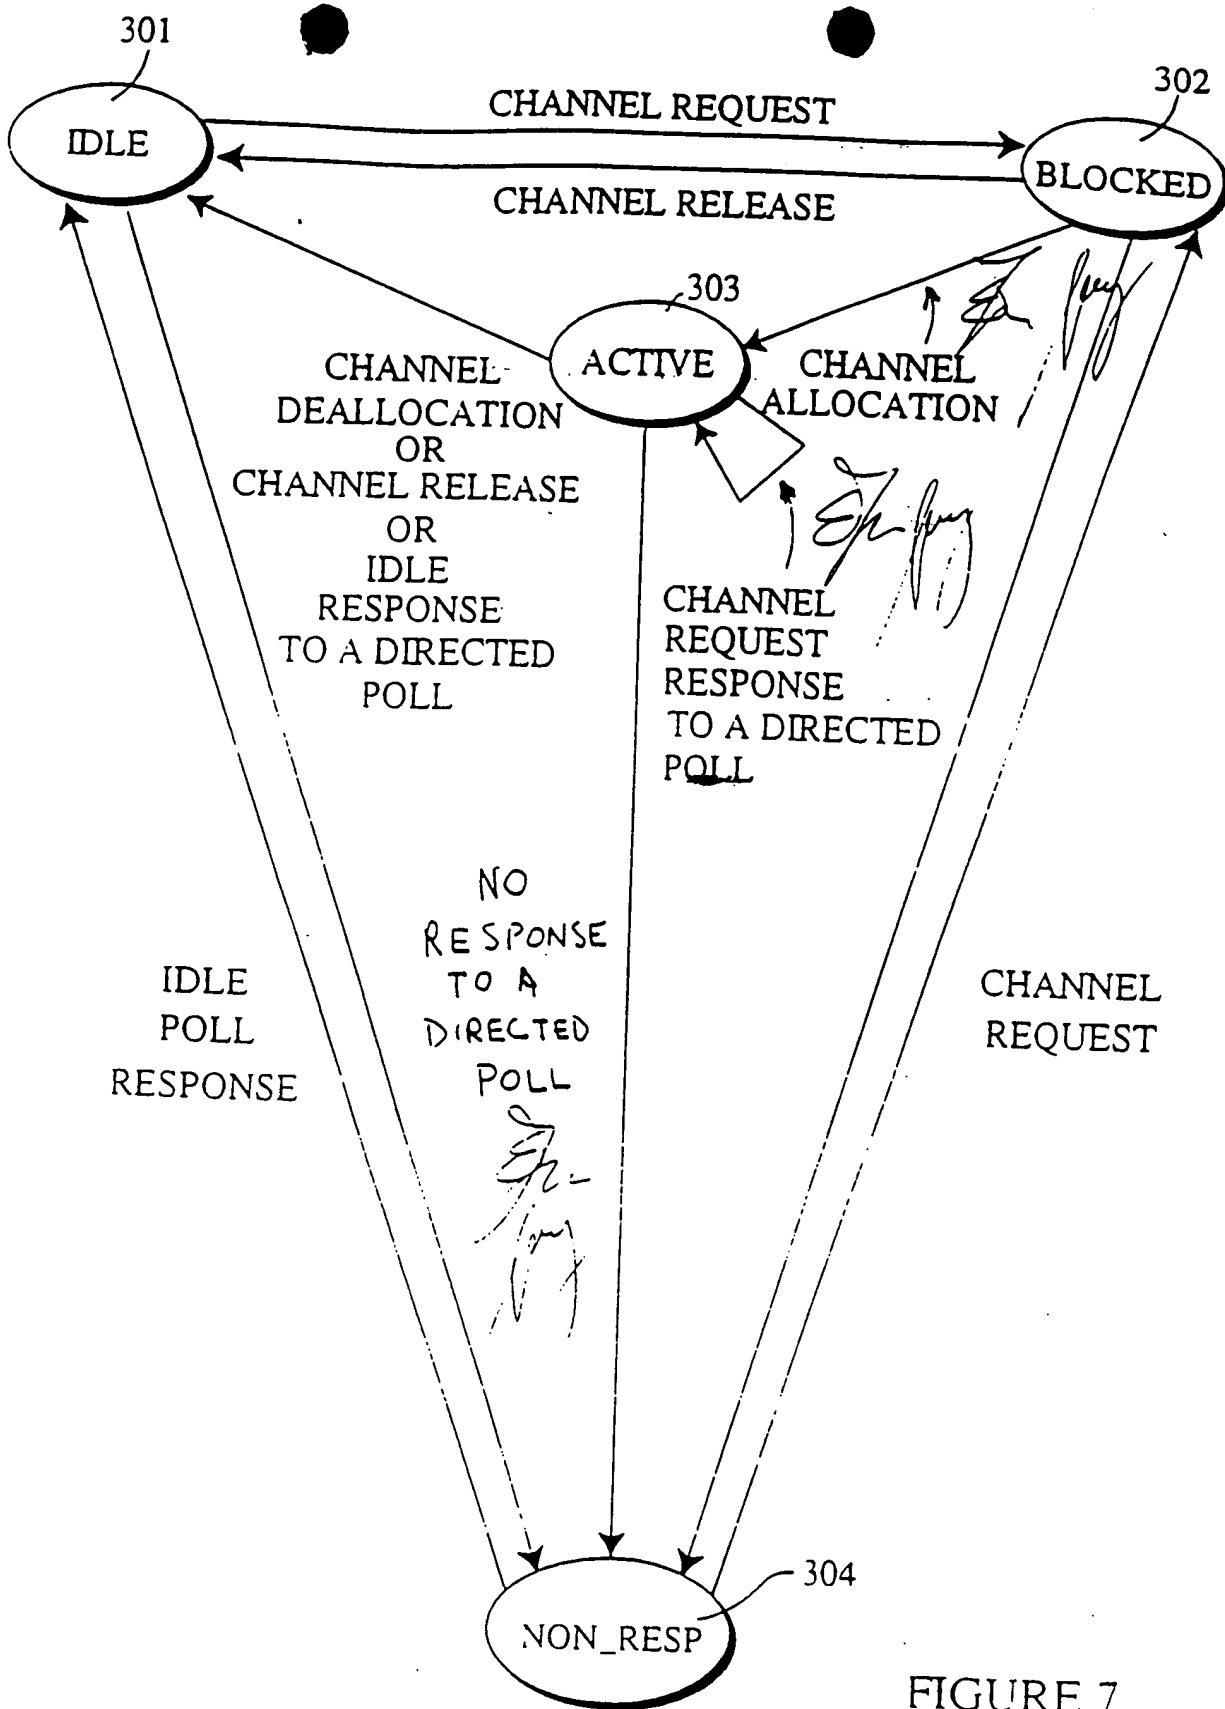 301
302
CHANNEL REQUEST
IDLE
BLOCKED
CHANNEL RELEASE
303
ACTIVE
CHANNEL
ALLOCATION
CHANNEL
DEALLOCATION
OR
CHANNEL RELEASE
OR
IDLE
RESPONSE
TO A DIRECTED
POLL
CHANNEL
REQUEST
RESPONSE
TO A DIRECTED
POLL
NO
RESPONSE
TO A
DIRECTED
POLL
IDLE
POLL
RESPONSE
CHANNEL
REQUEST
304
NON_RESP
FIGURE 7